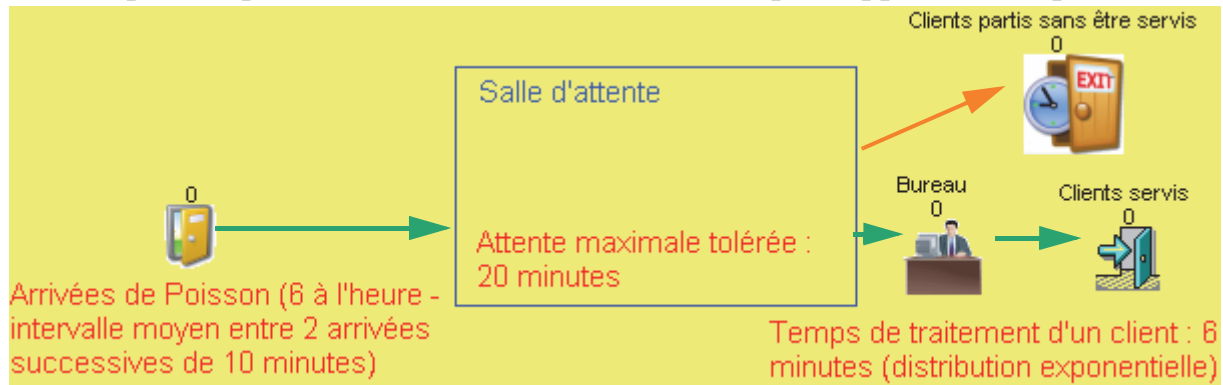 Clients partis sans être servis
0
EXIT
Salle d'attente
0
Attente maximale tolérée :
20 minutes
Bureau
0
Clients servis
0
Arrivées de Poisson (6 à l'heure -
intervalle moyen entre 2 arrivées
successives de 10 minutes)
Temps de traitement d'un client : 6
minutes (distribution exponentielle)